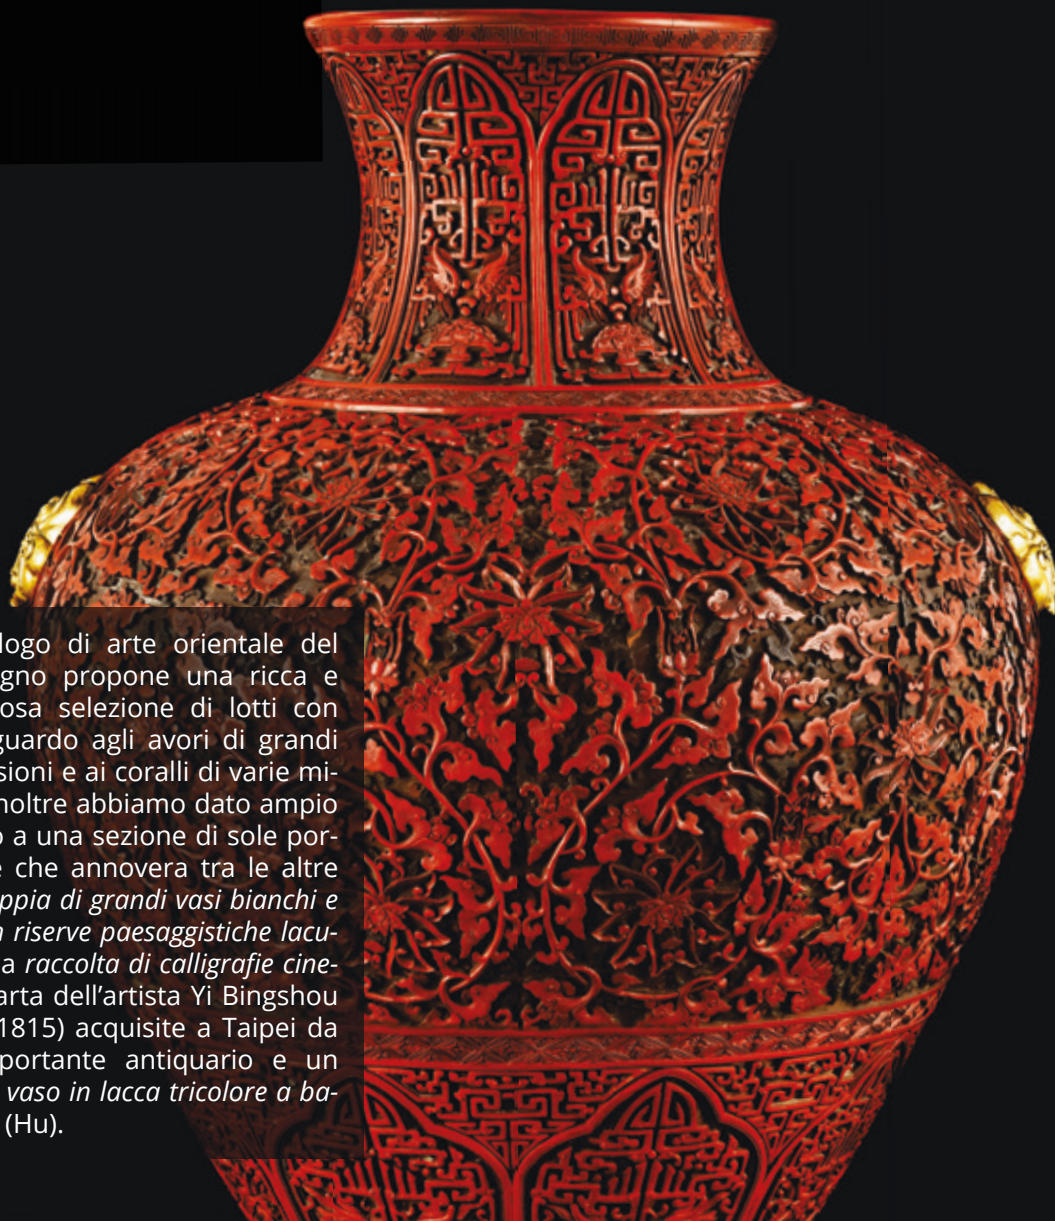 logo di arte orientale del
gno propone una ricca e
osa selezione di lotti con
guardo agli avori di grandi
sioni e ai coralli di varie mi-
noltre abbiamo dato ampio
o a una sezione di sole por-
e che annovera tra le altre
ppia di grandi vasi bianchi e
n riserve paesaggistiche lacu-
a raccolta di calligrafie cine-
arta dell’artista Yi Bingshou
1815) acquisite a Taipei da
portante antiquario e un
vaso in lacca tricolore a ba-
(Hu).